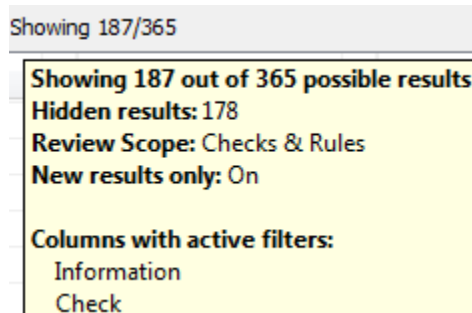 Showing 187/365
Showing 187 out of 365 possible results
Hidden results: 178
Review Scope: Checks & Rules
New results only: On
Columns with active filters:
Information
Check